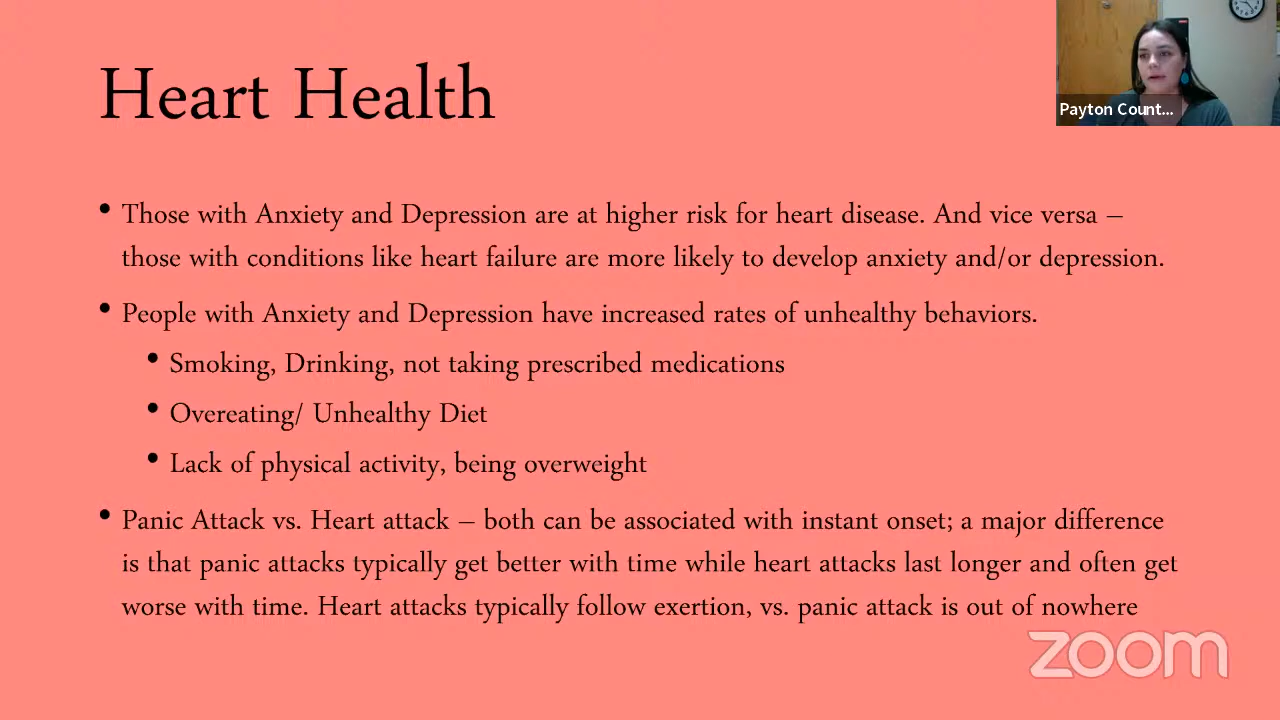 Heart Health
Payton Count...
• Those with Anxiety and Depression are at higher risk for heart disease. And vice versa –
those with conditions like heart failure are more likely to develop anxiety and/or depression.
• People with Anxiety and Depression have increased rates of unhealthy behaviors.
• Smoking, Drinking, not taking prescribed medications
• Overeating/ Unhealthy Diet
• Lack of physical activity, being overweight
• Panic Attack vs. Heart attack – both can be associated with instant onset; a major difference
is that panic attacks typically get better with time while heart attacks last longer and often get
worse with time. Heart attacks typically follow exertion, vs. panic attack is out of nowhere
zoom